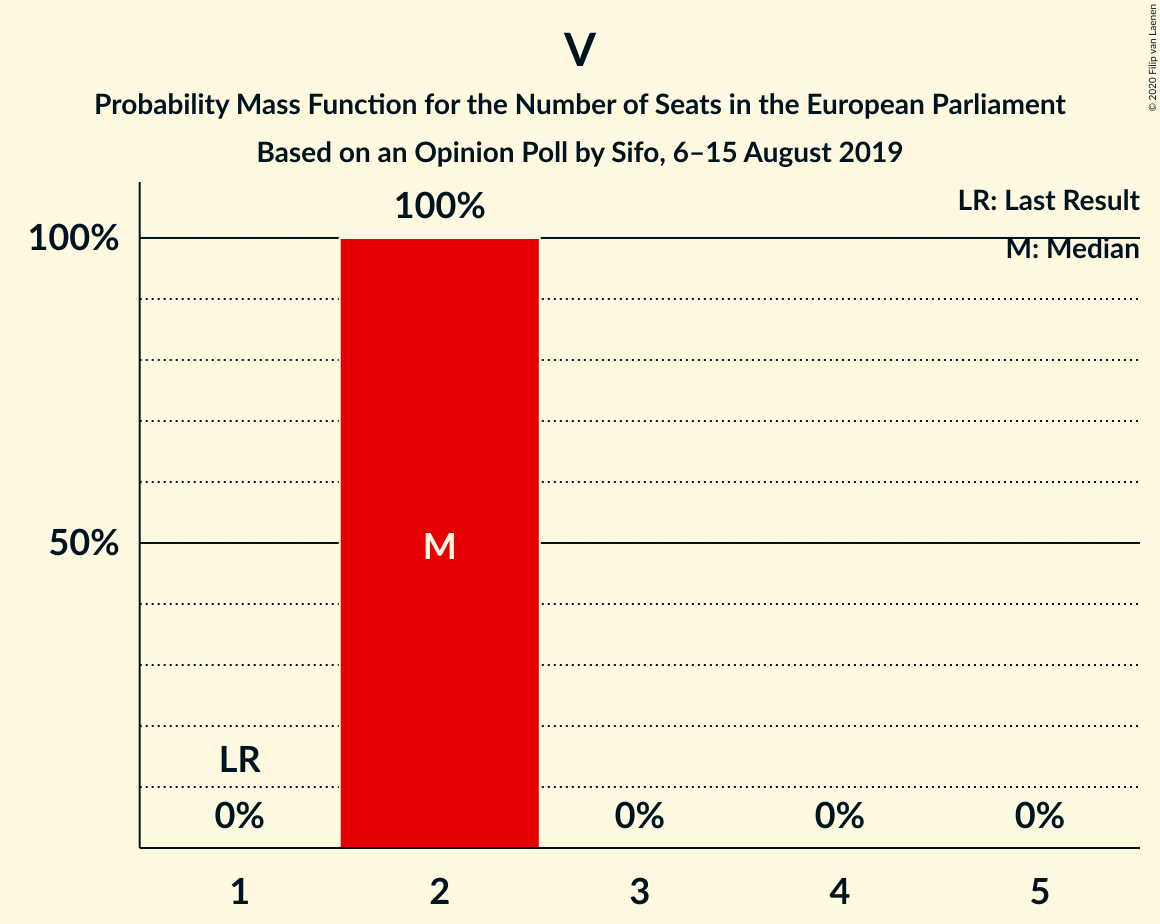 V
Probability Mass Function for the Number of Seats in the European Parliament
Based on an Opinion Poll by Sifo, 6–15 August 2019
© 2020 Filip van Laenen
LR: Last Result
M: Median
100%
100%
50%
M
LR
0%
0%
0%
0%
1
2
3
4
5